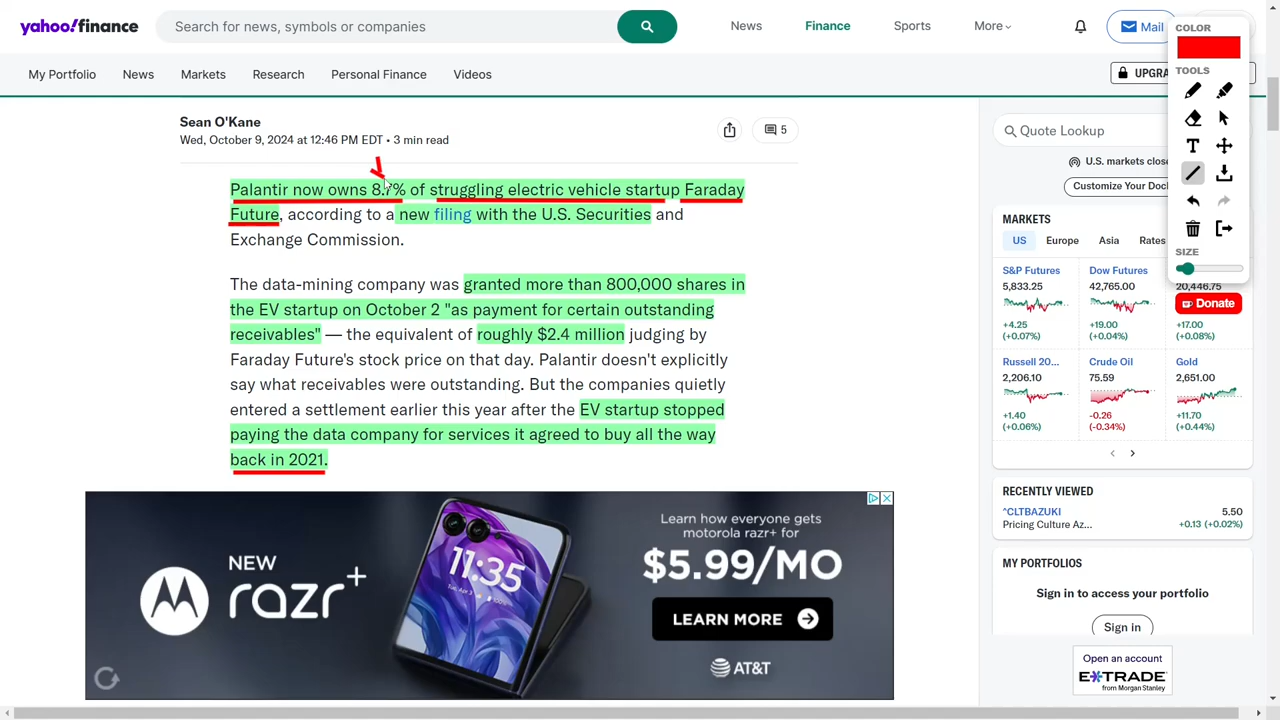 yahoo!finance
Search for news, symbols or companies
News
Finance
Sports
More
Mail
COLOR
TOOLS
T
SIZE
My Portfolio
News
Markets
Research
Personal Finance
Videos
Sean O'Kane
Wed, October 9, 2024 at 12:46 PM EDT • 3 min read
5
Palantir now owns 8.7% of struggling electric vehicle startup Faraday
Future, according to a new filing with the U.S. Securities and
Exchange Commission.
The data-mining company was granted more than 800,000 shares in
the EV startup on October 2 "as payment for certain outstanding
receivables" — the equivalent of roughly $2.4 million judging by
Faraday Future's stock price on that day. Palantir doesn't explicitly
say what receivables were outstanding. But the companies quietly
entered a settlement earlier this year after the EV startup stopped
paying the data company for services it agreed to buy all the way
back in 2021.
NEW
razr+
11:35
Learn how everyone gets
motorola razr+ for
$5.99/MO
LEARN MORE
AT&T
Quote Lookup
U.S. markets close
MARKETS
US
Europe
Asia
Rates
S&P Futures
5,833.25
+4.25
(+0.07%)
Dow Futures
42,765.00
+19.00
(+0.04%)
20,446.75
Donate
+17.00
(+0.08%)
Russell 20...
2,206.10
+1.40
(+0.06%)
Crude Oil
75.59
-0.26
(-0.34%)
Gold
2,651.00
+11.70
(+0.44%)
RECENTLY VIEWED
^CLTBAZUKI
5.50
Pricing Culture Az...
+0.13 (+0.02%)
MY PORTFOLIOS
Sign in to access your portfolio
Sign in
Open an account
E*TRADE
from Morgan Stanley